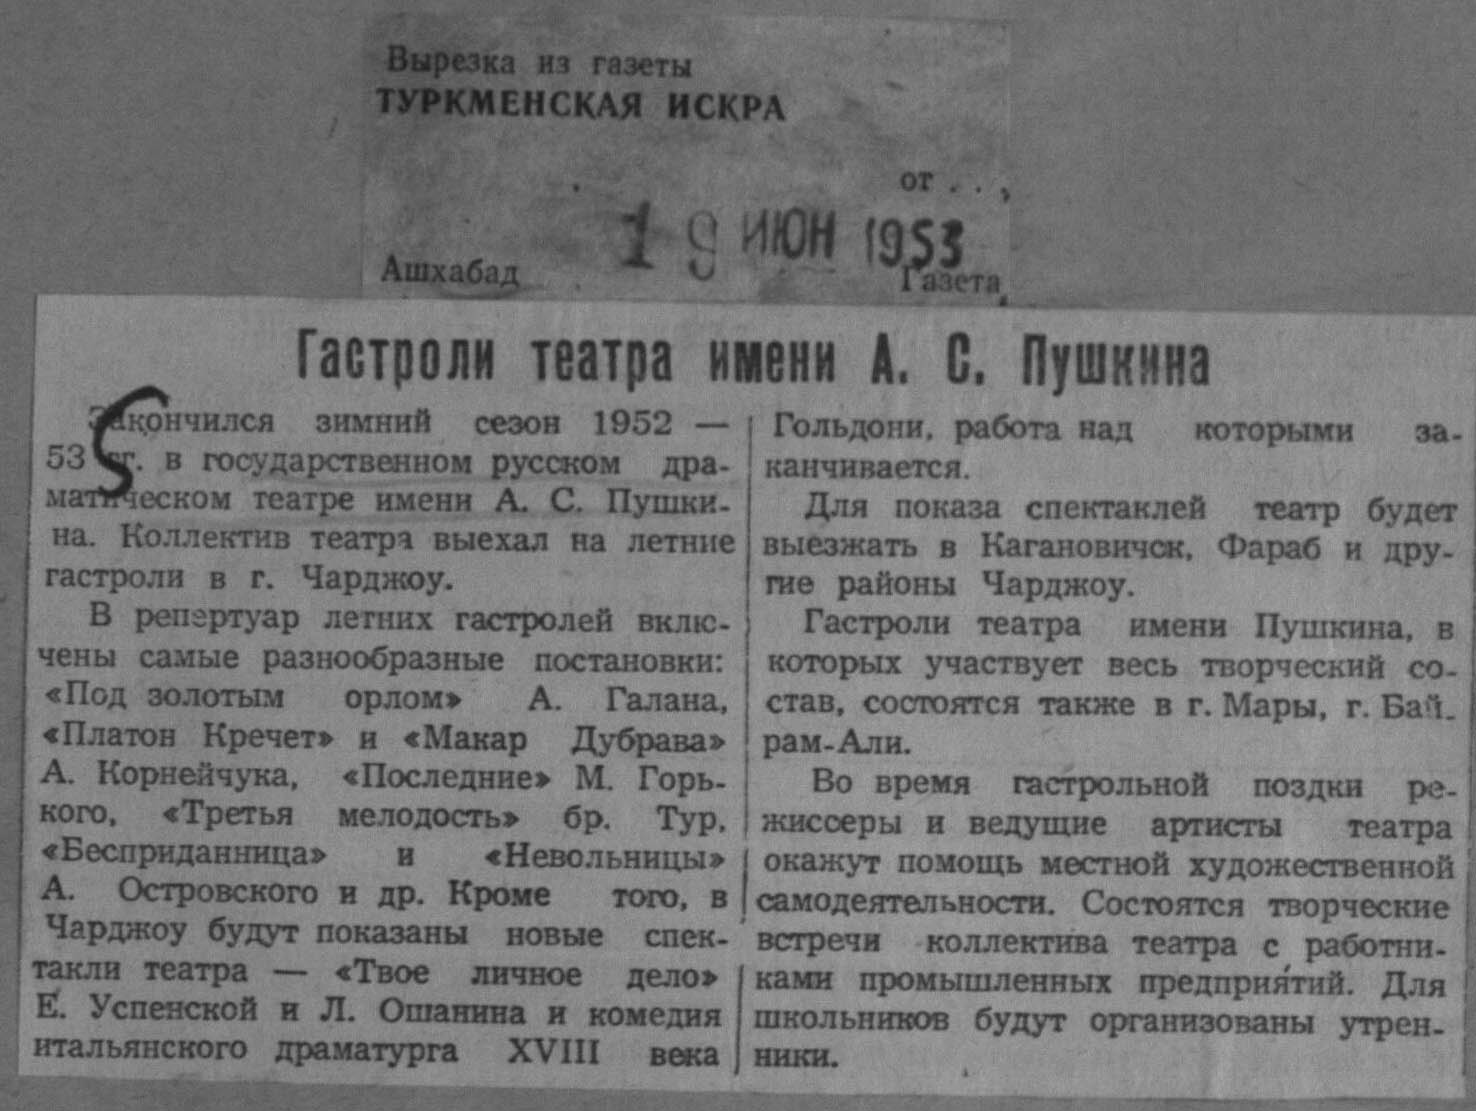 Вырезка из газеты
ТУРКМЕНСКАЯ ИСКРА
от . . ,
19 ИЮН 1953
Ашхабад Газета
Гастроли театра имени А. С. Пушкина
Закончился зимний сезон 1952 —
53 гг. в государственном русском дра-
матическом театре имени А. С. Пушки-
на. Коллектив театра выехал на летние
гастроли в г. Чарджоу.
В репертуар летних гастролей вклю-
чены самые разнообразные постановки:
«Под золотым орлом» А. Галана,
«Платон Кречет» и «Макар Дубрава»
А. Корнейчука, «Последние» М. Горь-
кого, «Третья мелодость» бр. Тур,
«Бесприданница» и «Невольницы»
А. Островского и др. Кроме того, в
Чарджоу будут показаны новые спек-
такли театра — «Твое личное дело»
Е. Успенской и Л. Ошанина и комедия
итальянского драматурга XVIII века
Гольдони, работа над которыми за-
канчивается.
Для показа спектаклей театр будет
выезжать в Кагановичск, Фараб и дру-
гие районы Чарджоу.
Гастроли театра имени Пушкина, в
которых участвует весь творческий со-
став, состоятся также в г. Мары, г. Бай-
рам-Али.
Во время гастрольной поздки ре-
жиссеры и ведущие артисты театра
окажут помощь местной художественной
самодеятельности. Состоятся творческие
встречи коллектива театра с работни-
ками промышленных предприятий. Для
школьников будут организованы утрен-
ники.